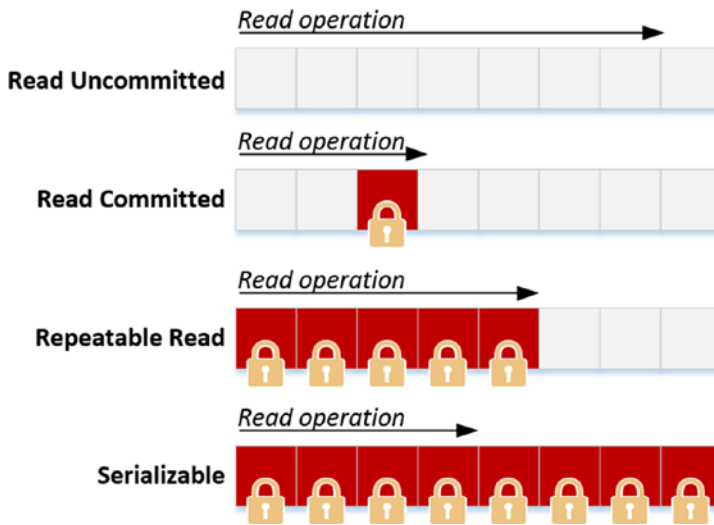 Read operation
Read Uncommitted
Read operation
Read Committed
Read operation
Repeatable Read
Read operation
Serializable